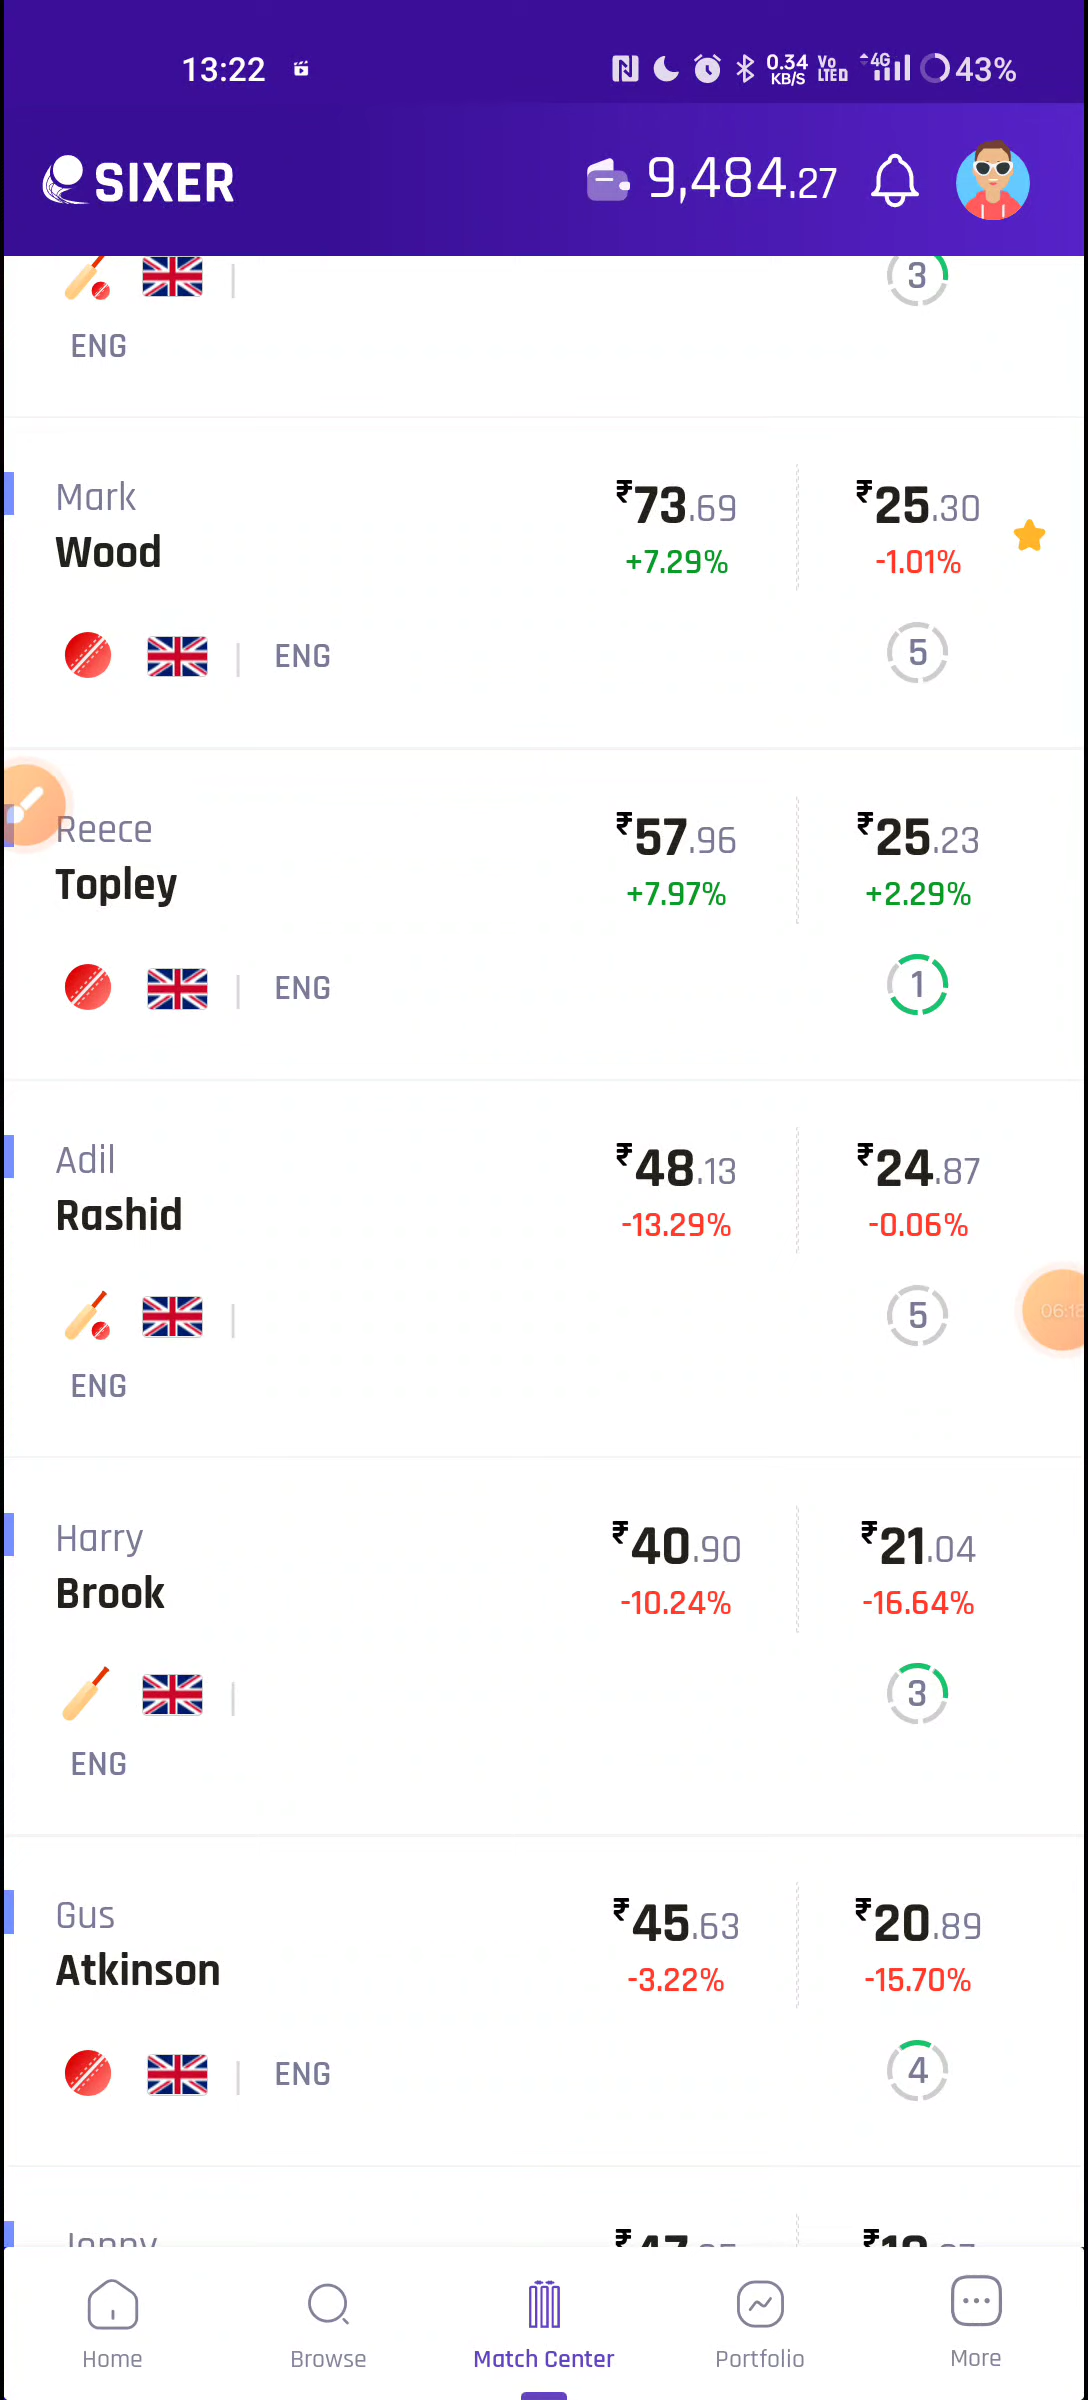 13:22 0.34 KB/S Vo LTE 4G 43%
SIXER 9,484.27
3
ENG
Mark ₹73.69 ₹25.30
Wood +7.29% -1.01%
ENG 5
Reece ₹57.96 ₹25.23
Topley +7.97% +2.29%
ENG 1
Adil ₹48.13 ₹24.87
Rashid -13.29% -0.06%
5
ENG
Harry ₹40.90 ₹21.04
Brook -10.24% -16.64%
3
ENG
Gus ₹45.63 ₹20.89
Atkinson -3.22% -15.70%
ENG 4
Home Browse Match Center Portfolio More